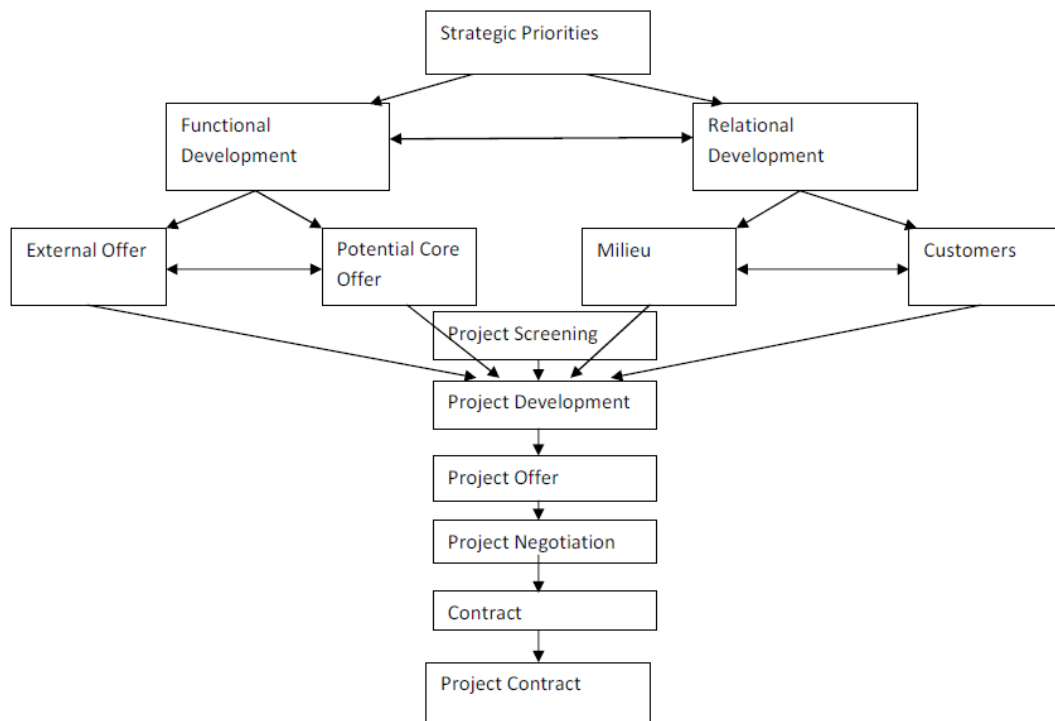 Strategic Priorities
Functional
Development
Relational
Development
External Offer
Potential Core
Offer
Milieu
Customers
Project Screening
Project Development
Project Offer
Project Negotiation
Contract
Project Contract